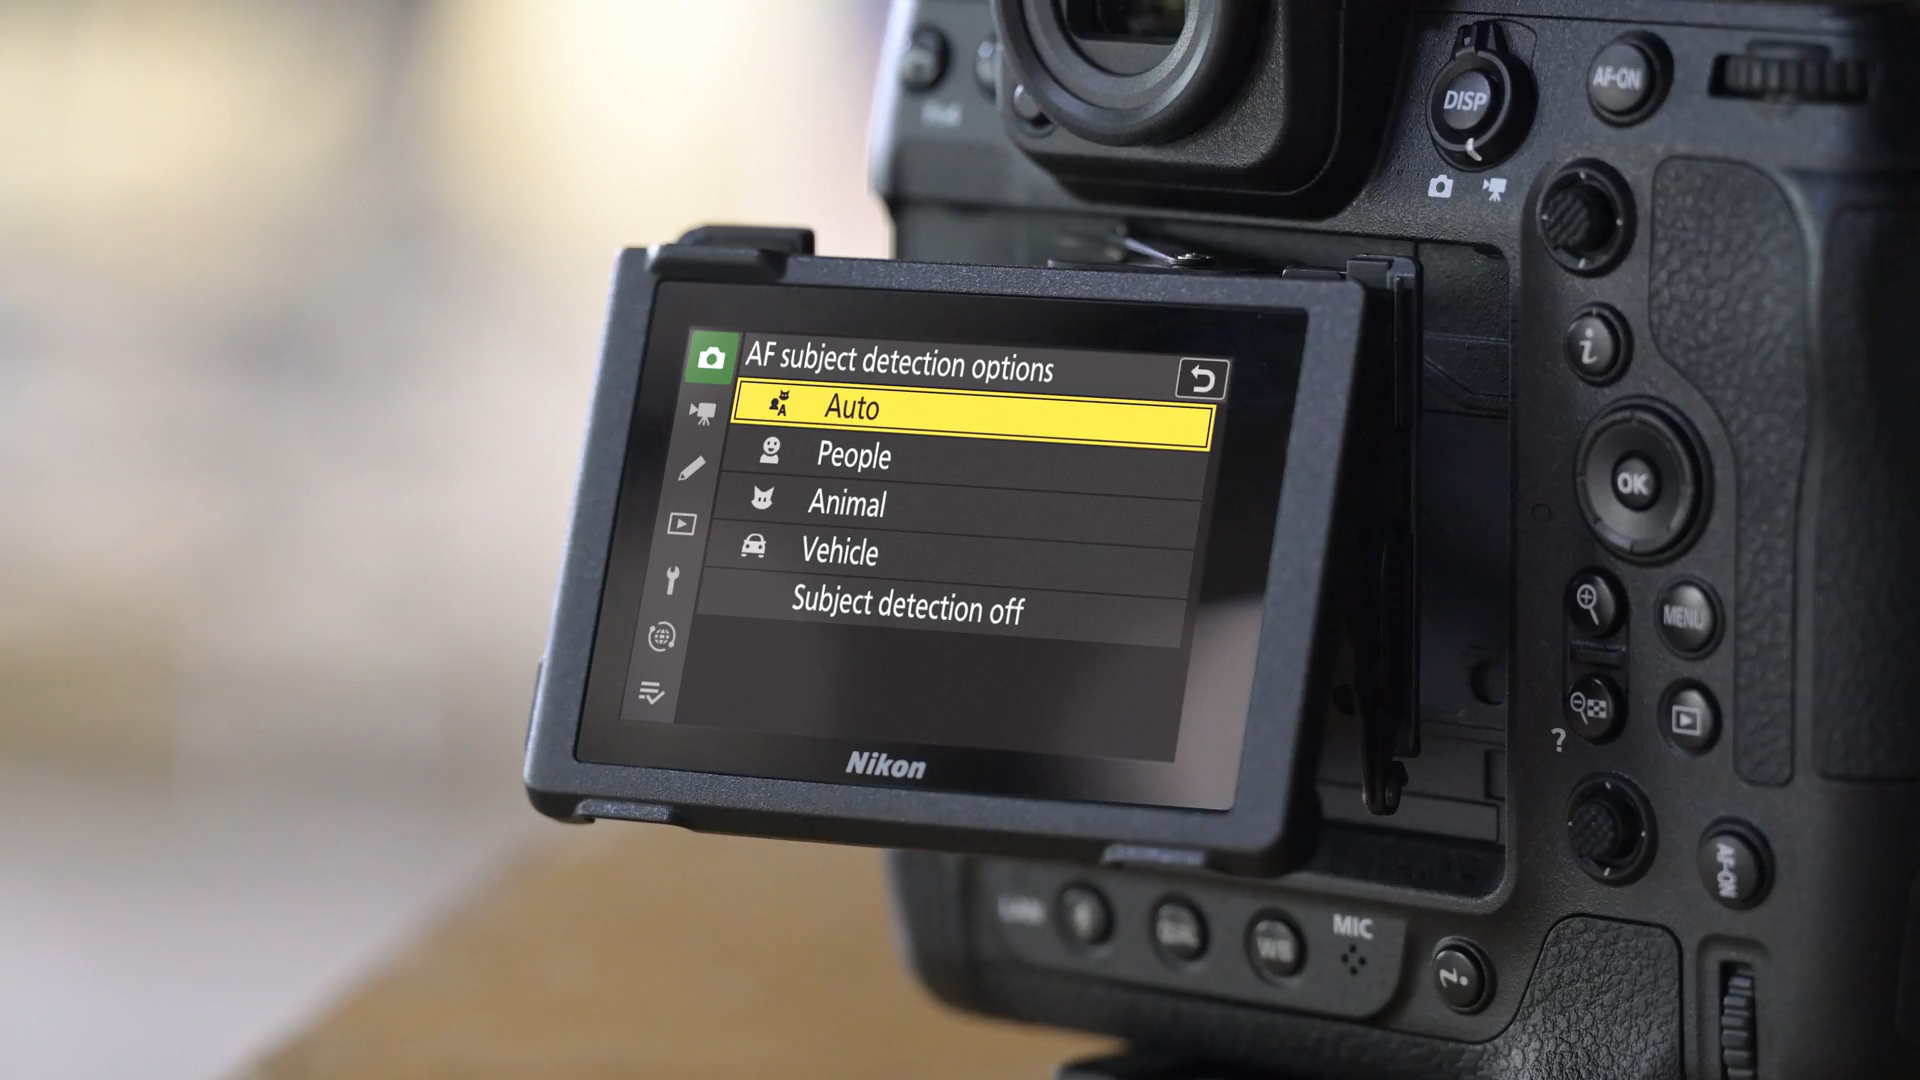 DISP
AF-ON
AF subject detection options
Auto
People
Animal
Vehicle
Subject detection off
Nikon
i
OK
MENU
?
AF-ON
MIC
WB
i